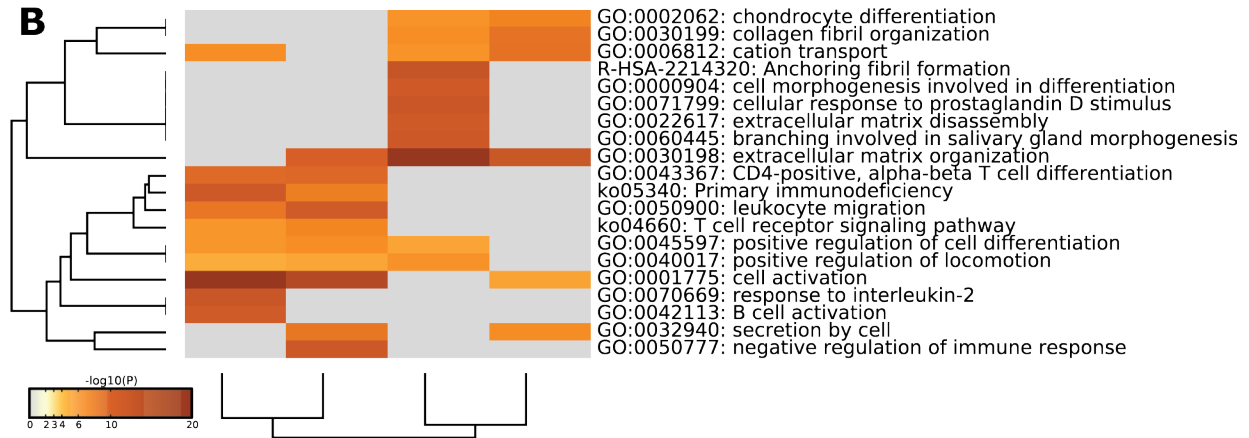 B
GO:0002062: chondrocyte differentiation
GO:0030199: collagen fibril organization
GO:0006812: cation transport
R-HSA-2214320: Anchoring fibril formation
GO:0000904: cell morphogenesis involved in differentiation
GO:0071799: cellular response to prostaglandin D stimulus
GO:0022617: extracellular matrix disassembly
GO:0060445: branching involved in salivary gland morphogenesis
GO:0030198: extracellular matrix organization
GO:0043367: CD4-positive, alpha-beta T cell differentiation
ko05340: Primary immunodeficiency
GO:0050900: leukocyte migration
ko04660: T cell receptor signaling pathway
GO:0045597: positive regulation of cell differentiation
GO:0040017: positive regulation of locomotion
GO:0001775: cell activation
GO:0070669: response to interleukin-2
GO:0042113: B cell activation
GO:0032940: secretion by cell
GO:0050777: negative regulation of immune response
-log10(P)
0 2 3 4 6 10 20